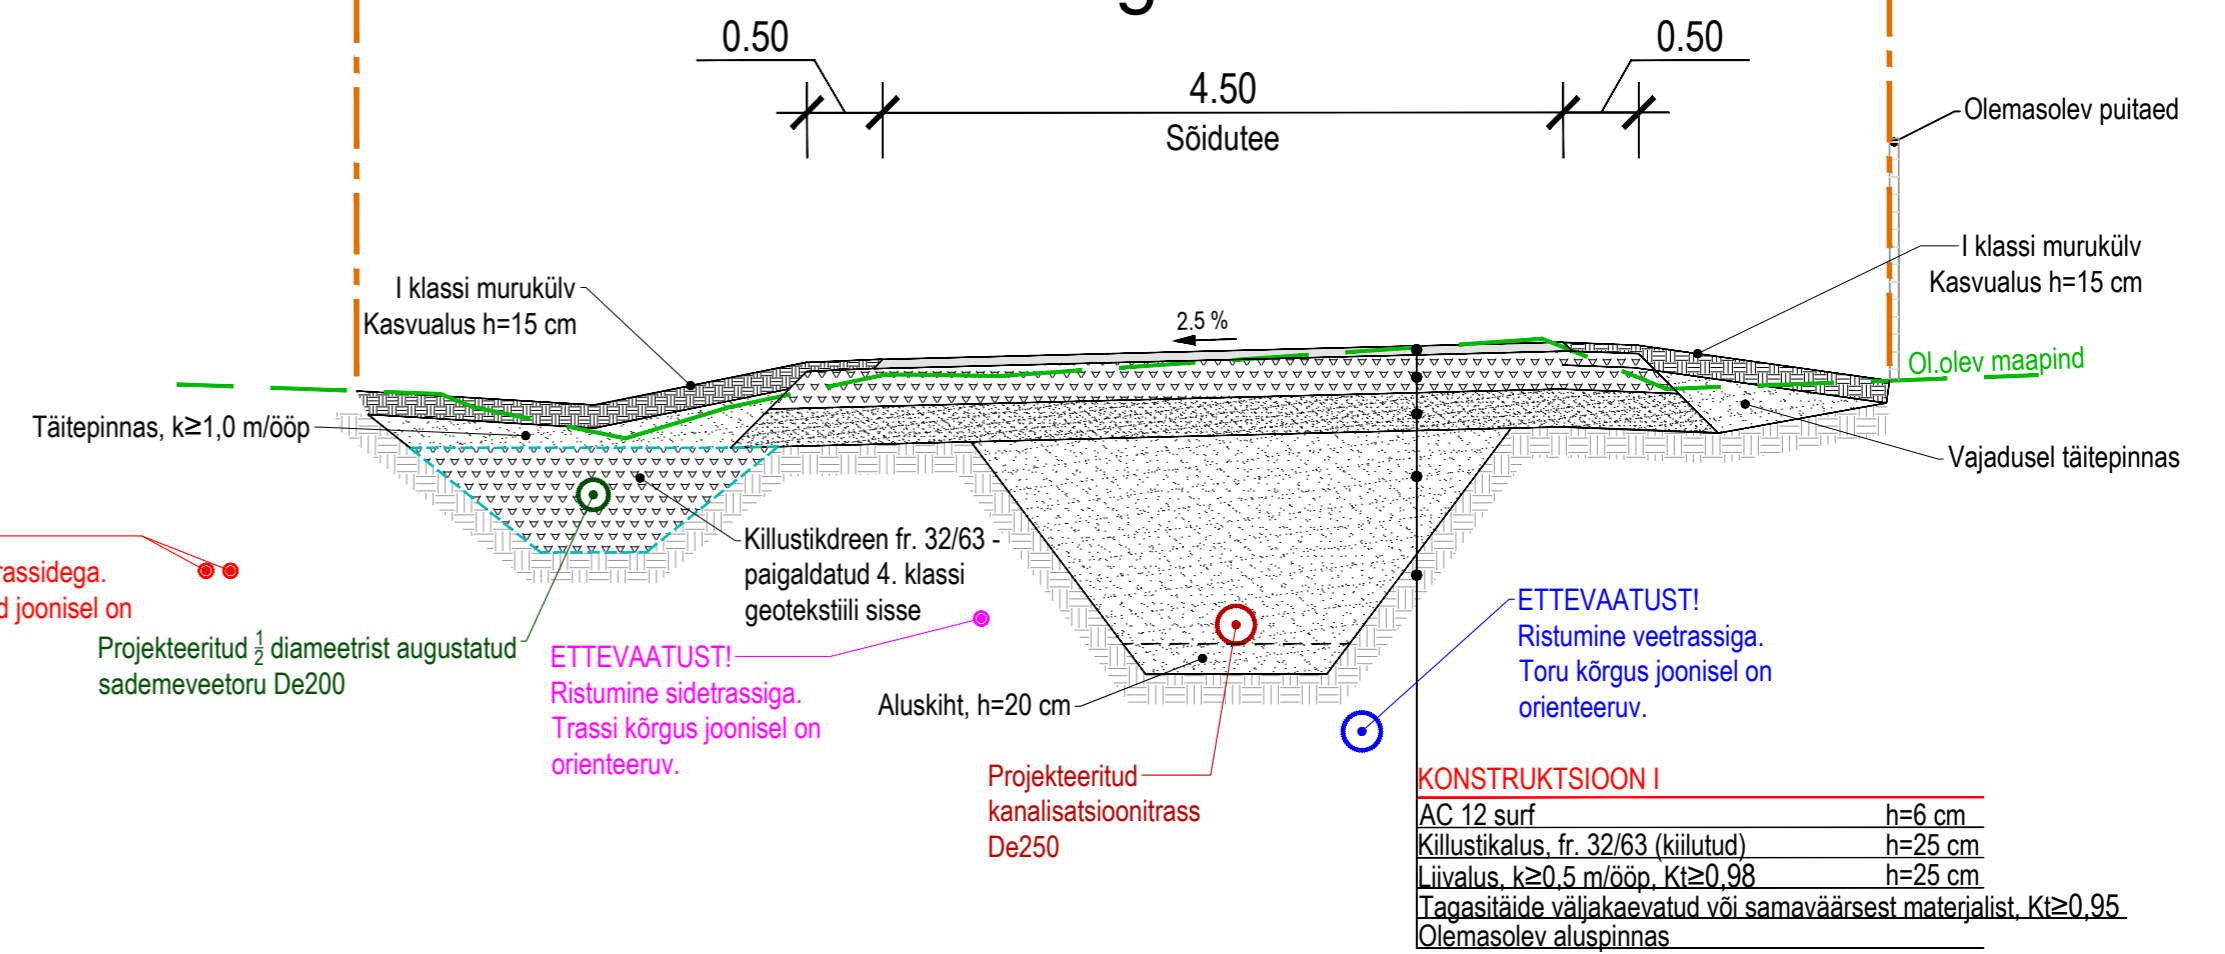 0.50
0.50
4.50
Sõidutee
Olemasolev puitaed
I klassi murukülv
Kasvualus h=15 cm
I klassi murukülv
Kasvualus h=15 cm
2.5 %
Ol.olev maapind
Täitepinnas, k≥1,0 m/ööp
Vajadusel täitepinnas
Killustikdreen fr. 32/63 -
paigaldatud 4. klassi
geotekstiili sisse
rassidega.
d joonisel on
Projekteeritud ½ diameetrist augustatud
sademeveetoru De200
ETTEVAATUST!
Ristumine sidetrassiga.
Trassi kõrgus joonisel on
orienteeruv.
Aluskiht, h=20 cm
ETTEVAATUST!
Ristumine veetrassiga.
Toru kõrgus joonisel on
orienteeruv.
Projekteeritud
kanalisatsioonitrass
De250
KONSTRUKTSIOON I
AC 12 surf h=6 cm
Killustikalus, fr. 32/63 (kiilutud) h=25 cm
Liivalus, k≥0,5 m/ööp, Kt≥0,98 h=25 cm
Tagasitäide väljakaevatud või samaväärsest materjalist, Kt≥0,95
Olemasolev aluspinnas